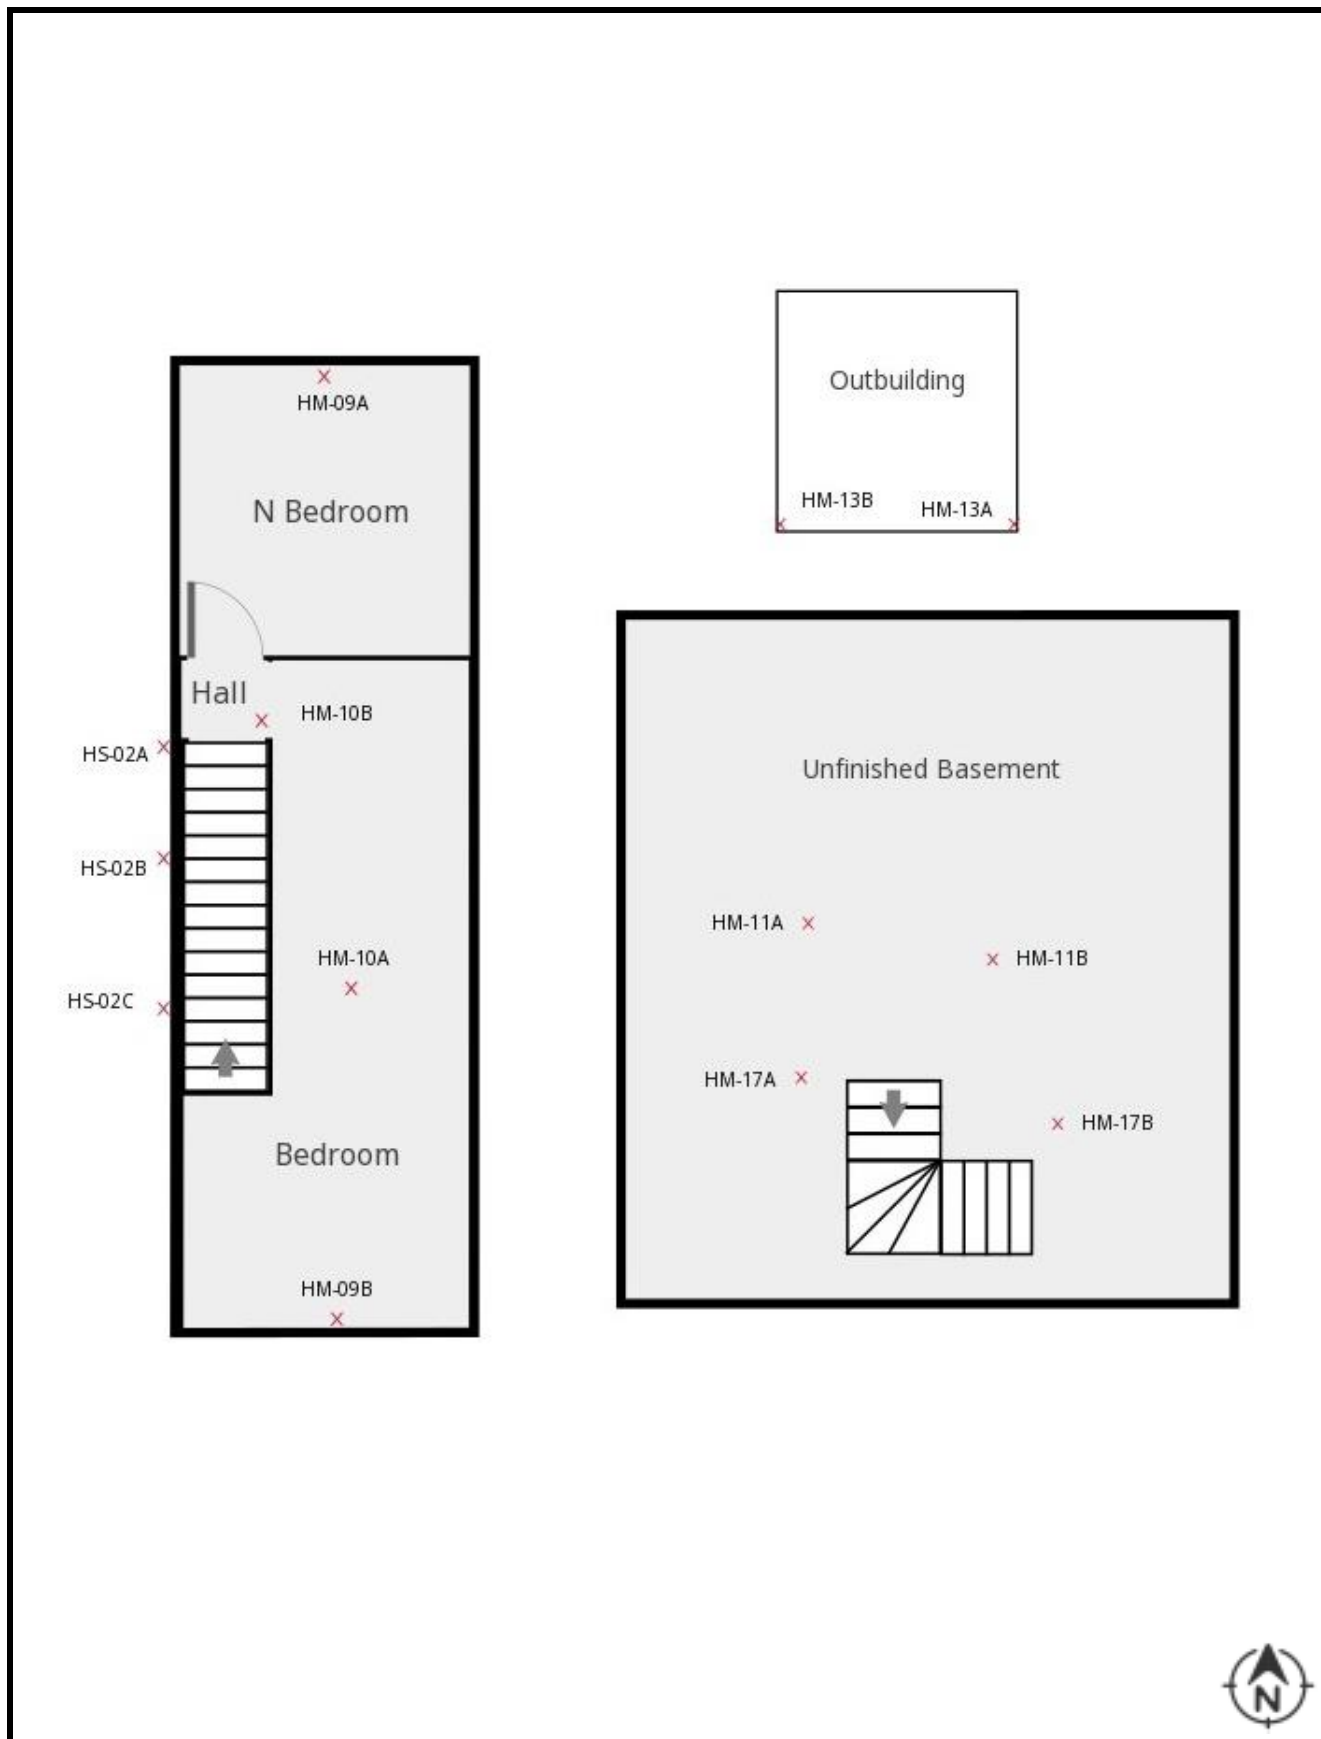 Outbuilding
HM-09A
HM-13B
HM-13A
N Bedroom
Hall
HM-10B
HS-02A
Unfinished Basement
HS-02B
HM-11A
HM-10A
HM-11B
HS-02C
HM-17A
HM-17B
Bedroom
HM-09B
N